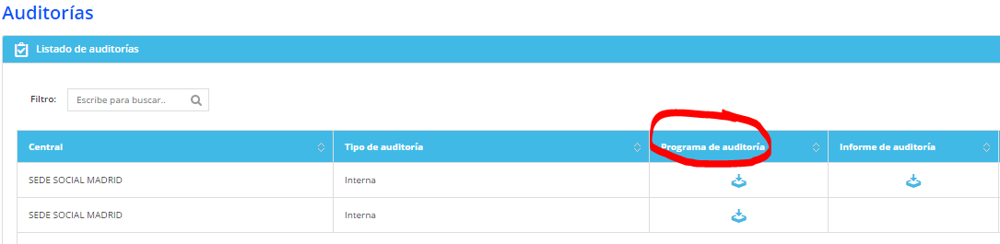 Auditorías
Listado de auditorías
Filtro: Escribe para buscar..
Central Tipo de auditoría Programa de auditoría Informe de auditoría
SEDE SOCIAL MADRID Interna
SEDE SOCIAL MADRID Interna